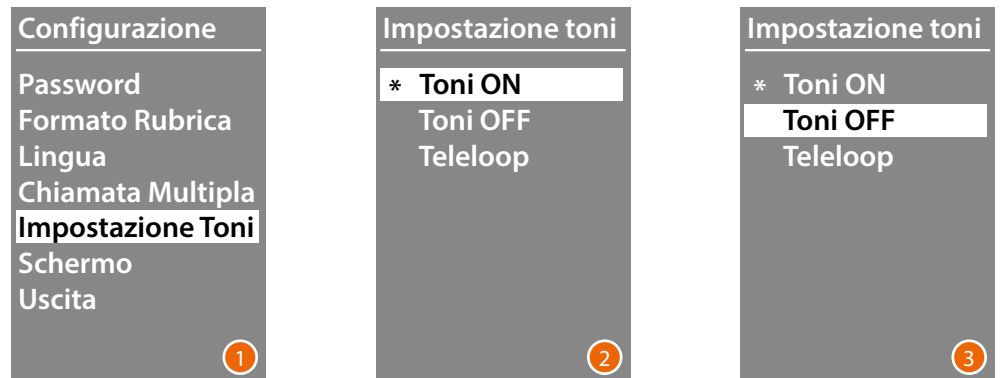 Configurazione
Password
Formato Rubrica
Lingua
Chiamata Multipla
Impostazione Toni
Schermo
Uscita
1
Impostazione toni
* Toni ON
Toni OFF
Teleloop
2
Impostazione toni
* Toni ON
Toni OFF
Teleloop
3